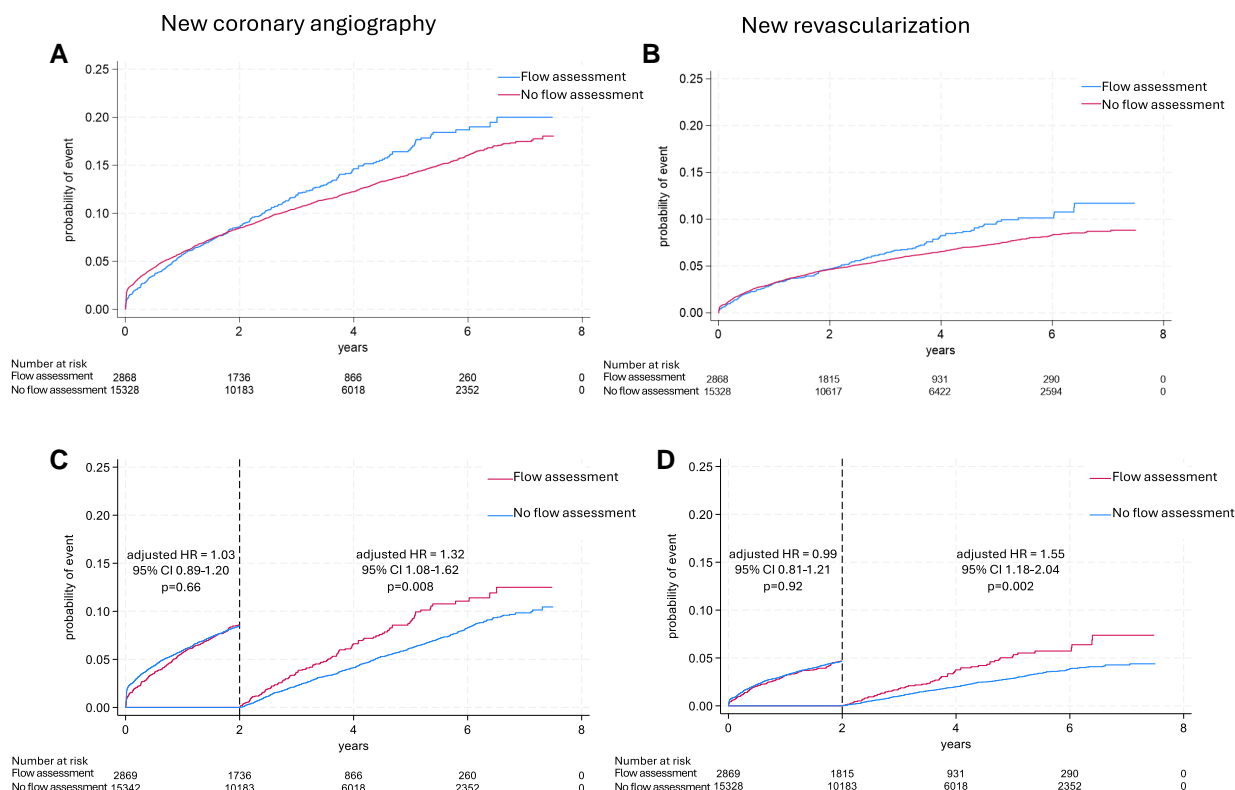 New coronary angiography
New revascularization
A
0.25
0.20
0.15
0.10
0.05
0.00
probability of event
Flow assessment
No flow assessment
0 2 4 6 8
years
Number at risk
Flow assessment 2868 1736 866 260 0
No flow assessment 15328 10183 6018 2352 0
B
0.25
0.20
0.15
0.10
0.05
0.00
probability of event
Flow assessment
No flow assessment
0 2 4 6 8
years
Number at risk
Flow assessment 2868 1815 931 290 0
No flow assessment 15328 10617 6422 2594 0
C
0.25
0.20
0.15
0.10
0.05
0.00
probability of event
Flow assessment
No flow assessment
adjusted HR = 1.03
95% CI 0.89-1.20
p=0.66
adjusted HR = 1.32
95% CI 1.08-1.62
p=0.008
0 2 4 6 8
years
Number at risk
Flow assessment 2869 1736 866 260 0
No flow assessment 15342 10183 6018 2352 0
D
0.25
0.20
0.15
0.10
0.05
0.00
probability of event
Flow assessment
No flow assessment
adjusted HR = 0.99
95% CI 0.81-1.21
p=0.92
adjusted HR = 1.55
95% CI 1.18-2.04
p=0.002
0 2 4 6 8
years
Number at risk
Flow assessment 2869 1815 931 290 0
No flow assessment 15328 10183 6018 2352 0